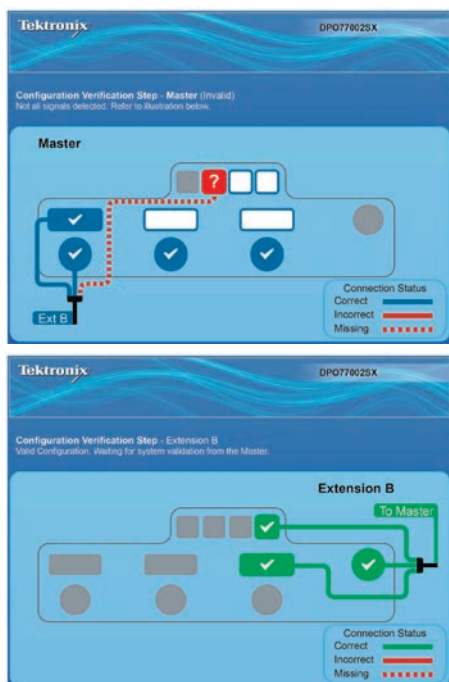 Tektronix
DPO77002SX
Configuration Verification Step - Master (Invalid)
Not all signals detected. Refer to illustration below.
Master
?
Ext B
Connection Status
Correct
Incorrect
Missing
Tektronix
DPO77002SX
Configuration Verification Step - Extension B
Valid Configuration. Waiting for system validation from the Master.
Extension B
To Master
Connection Status
Correct
Incorrect
Missing